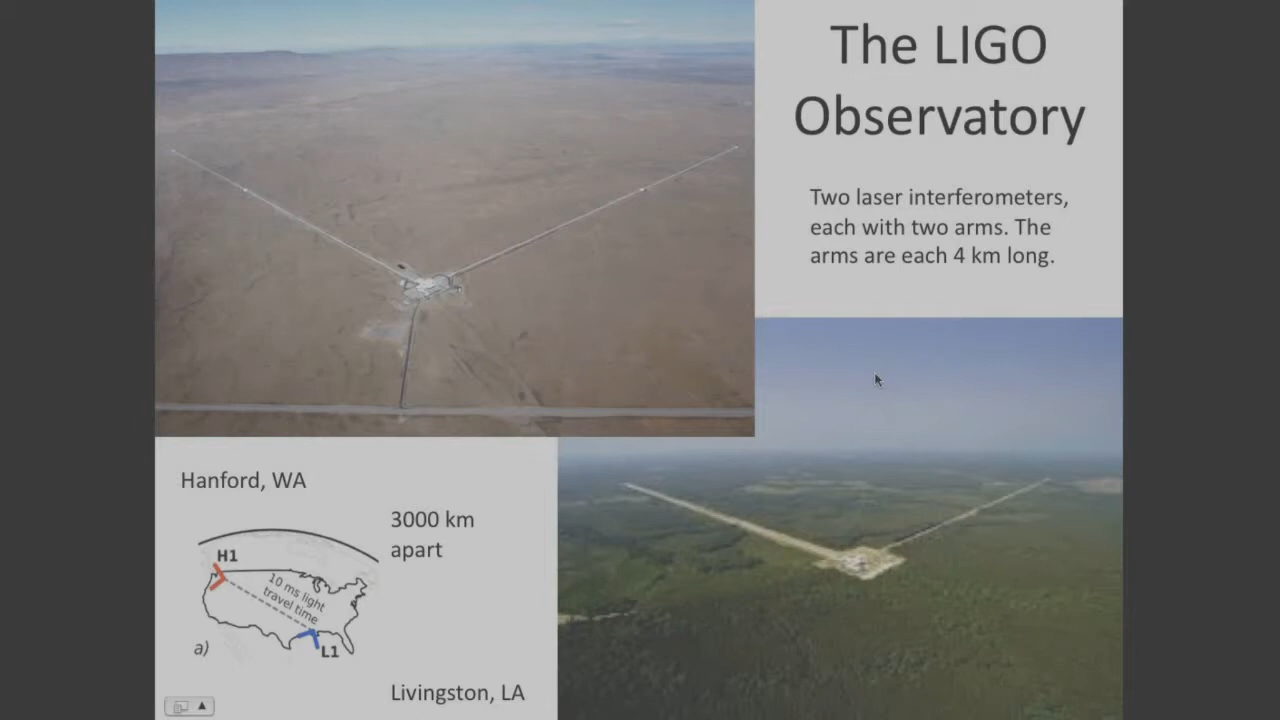 The LIGO
Observatory
Two laser interferometers,
each with two arms. The
arms are each 4 km long.
Hanford, WA
3000 km
apart
H1
10 ms light
travel time
a)
L1
Livingston, LA